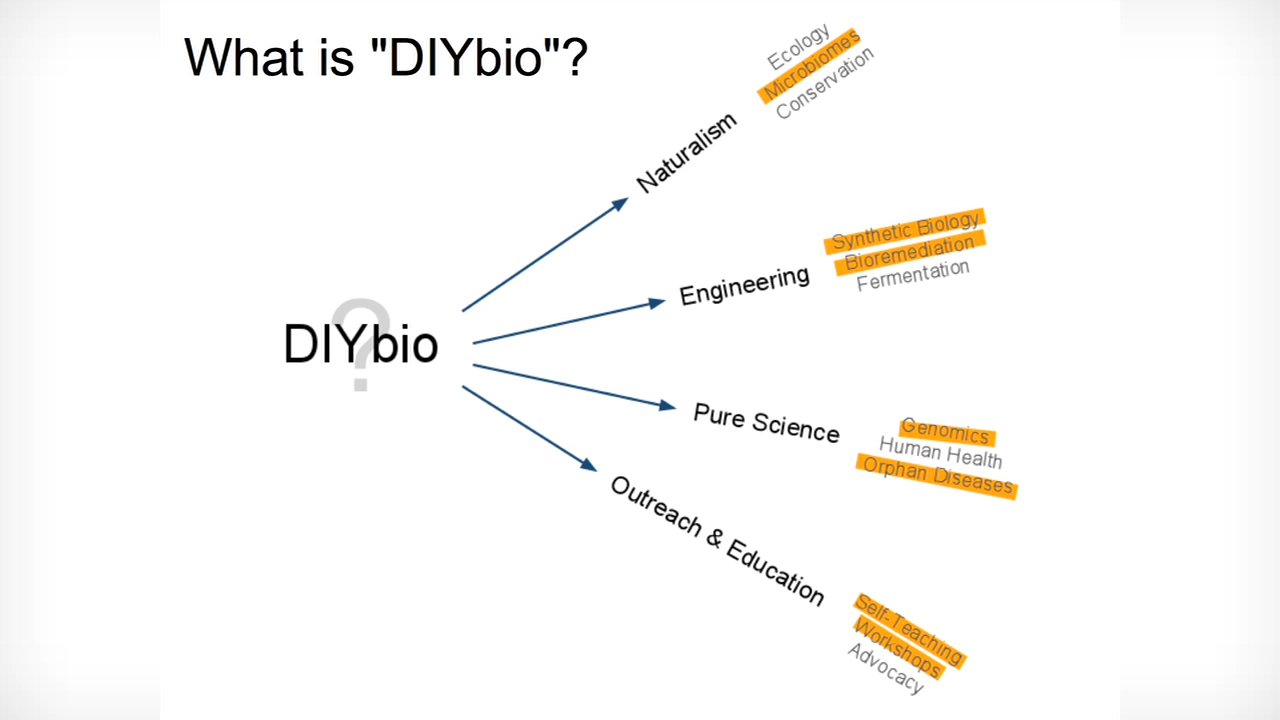 What is "DIYbio"?
Ecology
Microbiomes
Conservation
Naturalism
Synthetic Biology
Bioremediation
Fermentation
Engineering
?
DIYbio
Pure Science
Genomics
Human Health
Orphan Diseases
Outreach & Education
Self-Teaching
Workshops
Advocacy